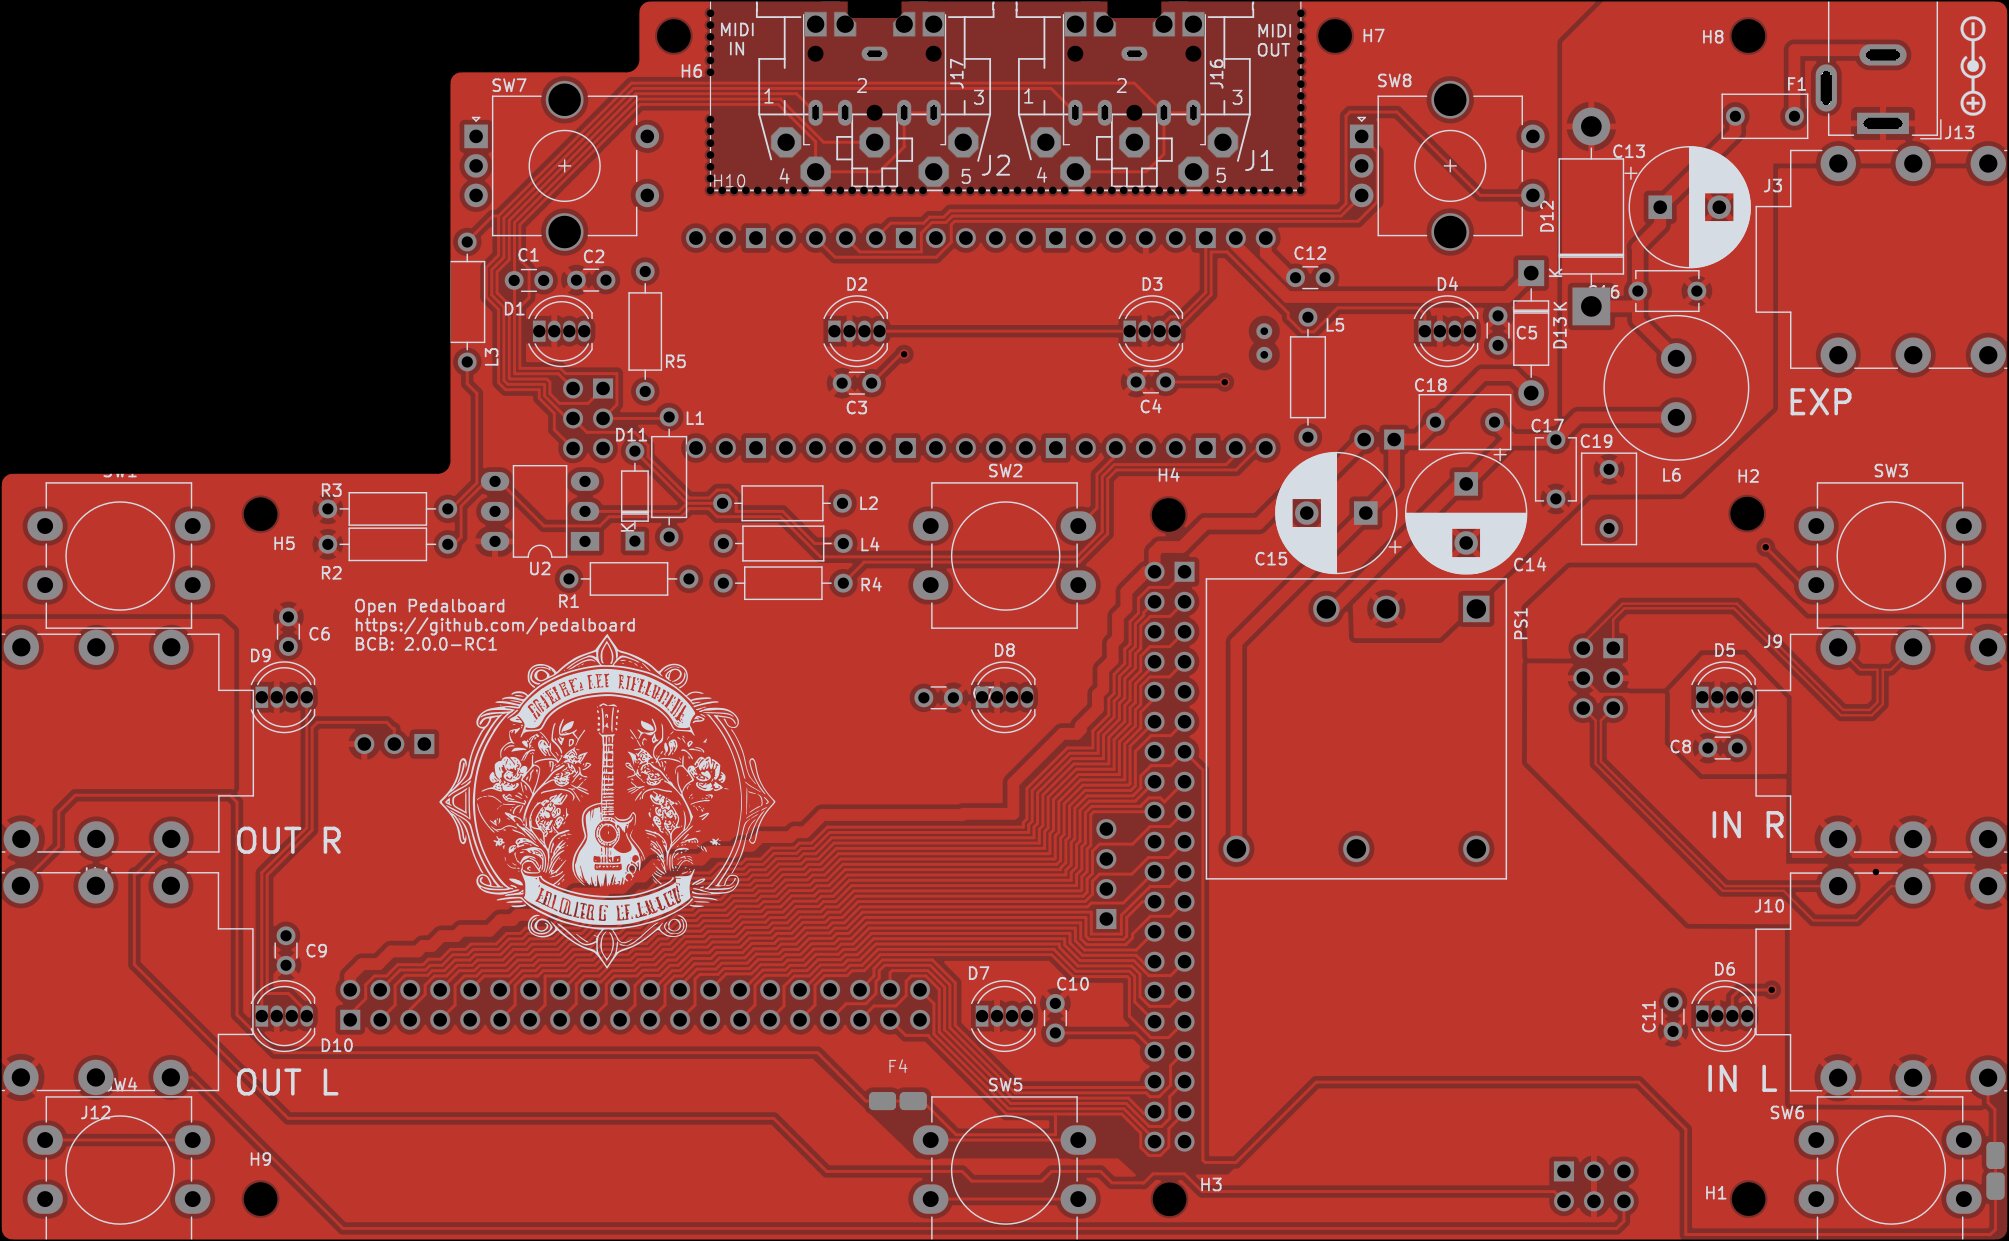 MIDI
IN
MIDI
OUT
H7
H8
H6
SW7
J17
J16
SW8
F1
J13
1
2
3
1
2
3
4
5
4
5
J2
J1
H10
C13
+
J3
D12
C1
C2
D1
D2
D3
C12
D4
K
K
C16
L3
R5
L5
C5
D13
C3
C4
C18
EXP
L1
D11
C17
C19
+
SW1
R3
H5
R2
K
L2
L4
R4
R1
U2
SW2
H4
C15
+
C14
L6
H2
SW3
Open Pedalboard
https://github.com/pedalboard
BCB: 2.0.0-RC1
C6
D9
D8
C7
PS1
J9
D5
C8
OUT R
IN R
J10
C9
D10
D7
C10
D6
C11
OUT L
IN L
SW4
J12
F4
SW5
SW6
H9
H3
H1